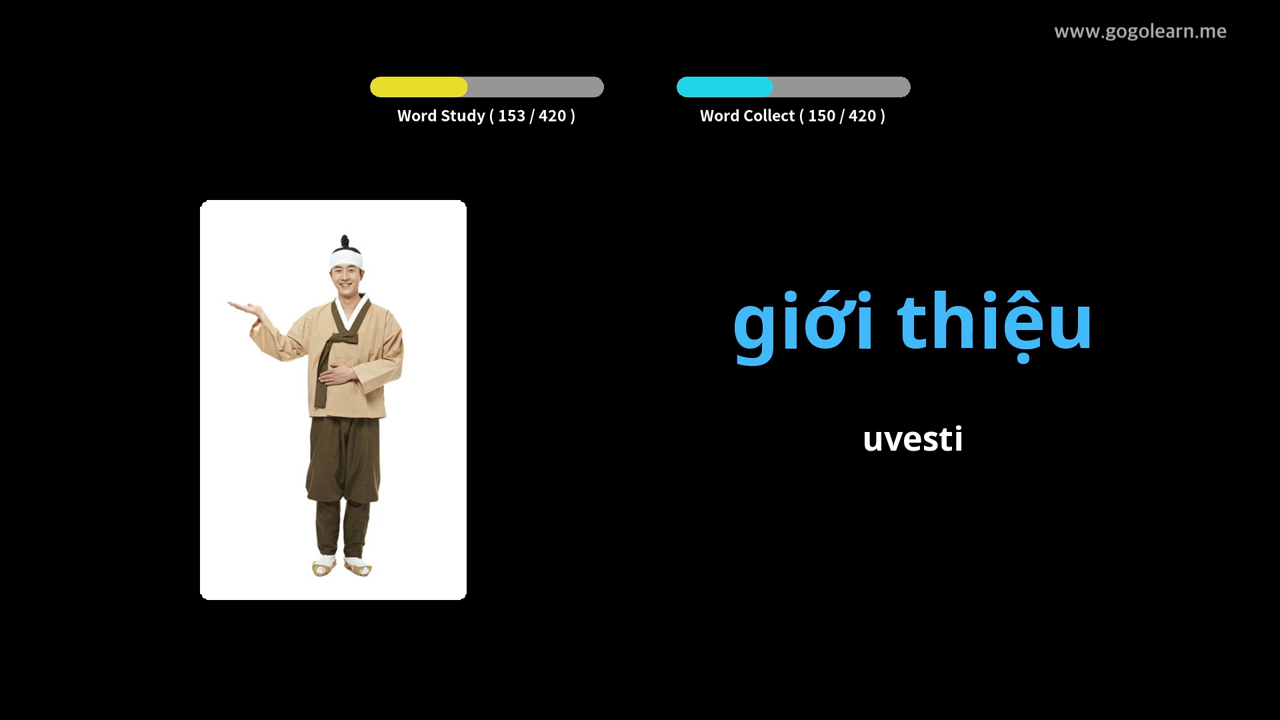 www.gogolearn.me
Word Study ( 153 / 420 )
Word Collect ( 150 / 420 )
giới thiệu
uvesti